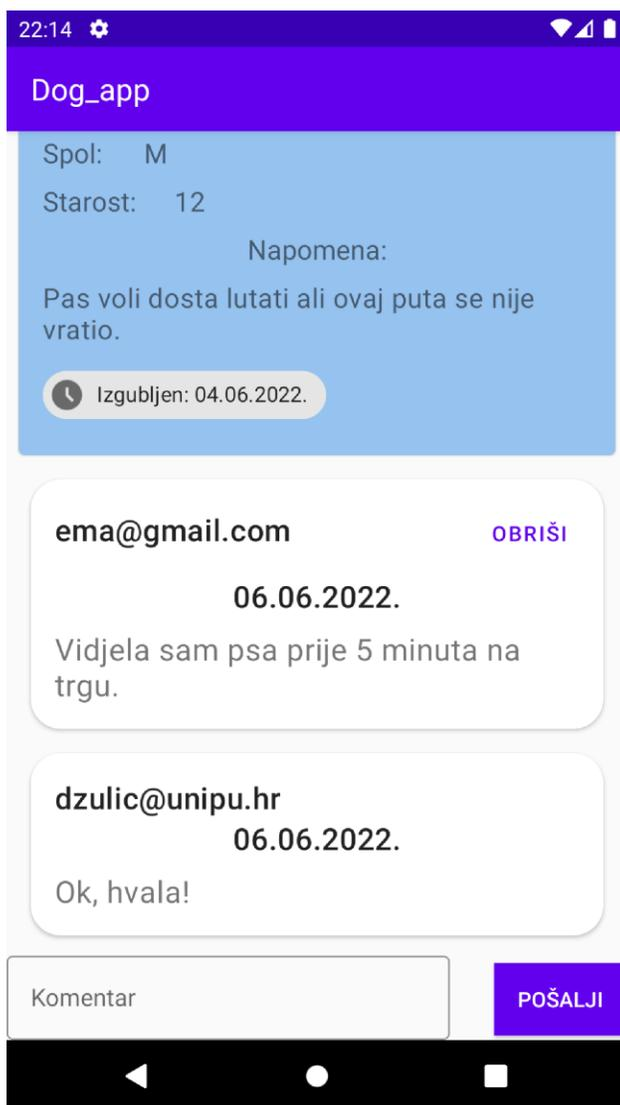 22:14
Dog_app
Spol: M
Starost: 12
Napomena:
Pas voli dosta lutati ali ovaj puta se nije
vratio.
Izgubljen: 04.06.2022.
ema@gmail.com OBRIŠI
06.06.2022.
Vidjela sam psa prije 5 minuta na
trgu.
dzulic@unipu.hr
06.06.2022.
Ok, hvala!
Komentar POŠALJI